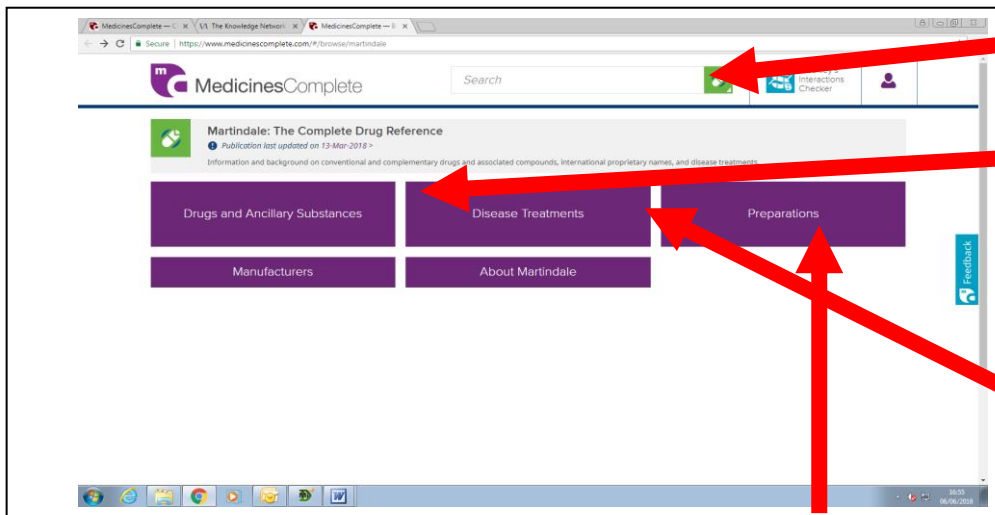 MedicinesComplete —
The Knowledge Network
MedicinesComplete —
Secure | https://www.medicinescomplete.com/#/browse/martindale
m
MedicinesComplete
Search
Interactions
Checker
Martindale: The Complete Drug Reference
Publication last updated on 13-Mar-2018 >
Information and background on conventional and complementary drugs and associated compounds, international proprietary names, and disease treatments
Drugs and Ancillary Substances
Disease Treatments
Preparations
Manufacturers
About Martindale
Feedback
W
16:55
06/06/2018